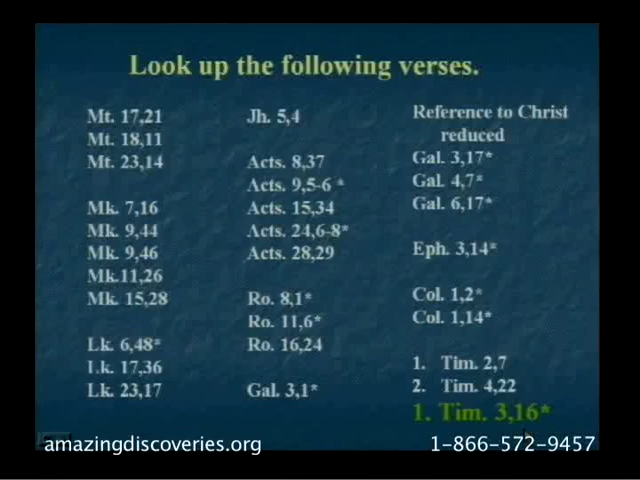 Look up the following verses.
Mt. 17,21
Mt. 18,11
Mt. 23,14
Mk. 7,16
Mk. 9,44
Mk. 9,46
Mk.11,26
Mk. 15,28
Lk. 6,48*
Lk. 17,36
Lk. 23,17
Jh. 5,4
Acts. 8,37
Acts. 9,5-6 *
Acts. 15,34
Acts. 24,6-8*
Acts. 28,29
Ro. 8,1*
Ro. 11,6*
Ro. 16,24
Gal. 3,1*
Reference to Christ
reduced
Gal. 3,17*
Gal. 4,7*
Gal. 6,17*
Eph. 3,14*
Col. 1,2*
Col. 1,14*
1. Tim. 2,7
2. Tim. 4,22
1. Tim. 3,16*
amazingdiscoveries.org
1-866-572-9457